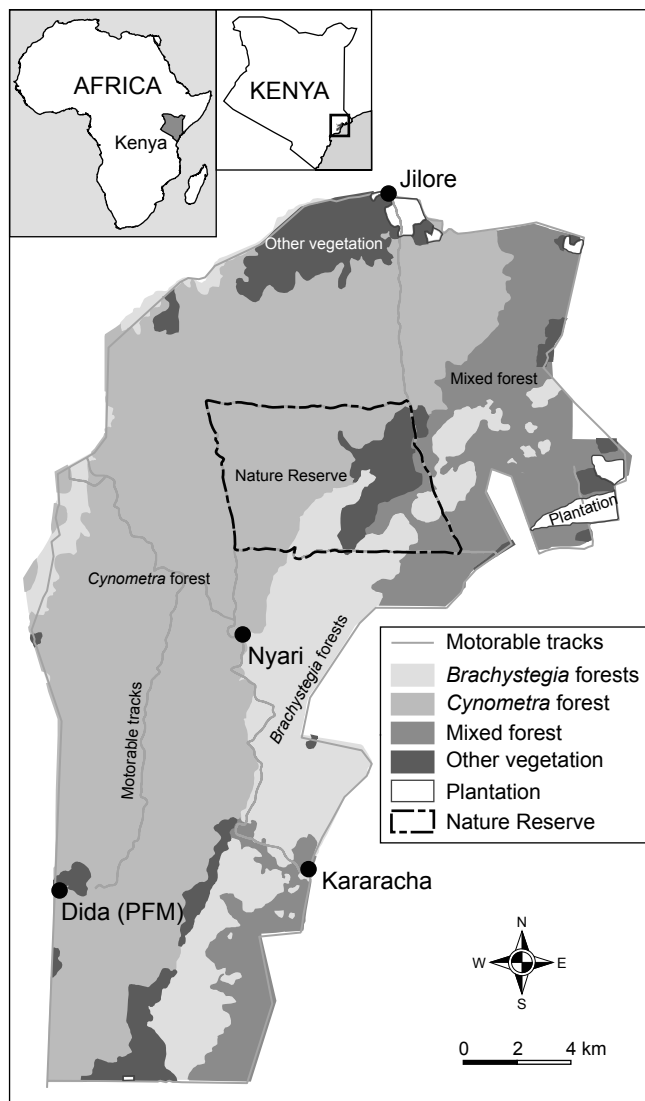 AFRICA
Kenya
KENYA
Jilore
Other vegetation
Mixed forest
Nature Reserve
Plantation
Cynometra forest
Nyari
Brachystegia forests
Motorable tracks
Motorable tracks
Brachystegia forests
Cynometra forest
Mixed forest
Other vegetation
Plantation
Nature Reserve
Kararacha
Dida (PFM)
N
W
E
S
0 2 4 km